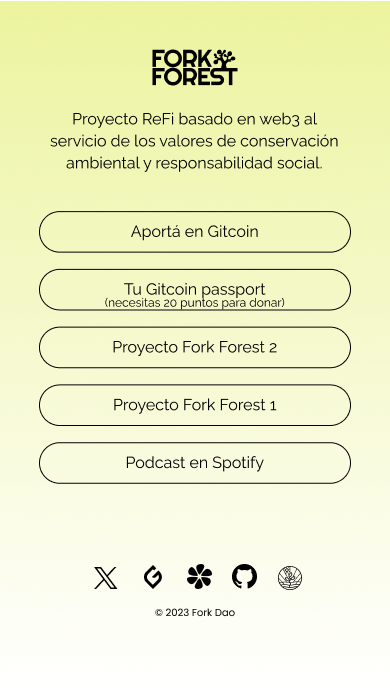 FORK
FOREST
Proyecto ReFi basado en web3 al
servicio de los valores de conservación
ambiental y responsabilidad social.
Aportá en Gitcoin
Tu Gitcoin passport
(necesitas 20 puntos para donar)
Proyecto Fork Forest 2
Proyecto Fork Forest 1
Podcast en Spotify
© 2023 Fork Dao